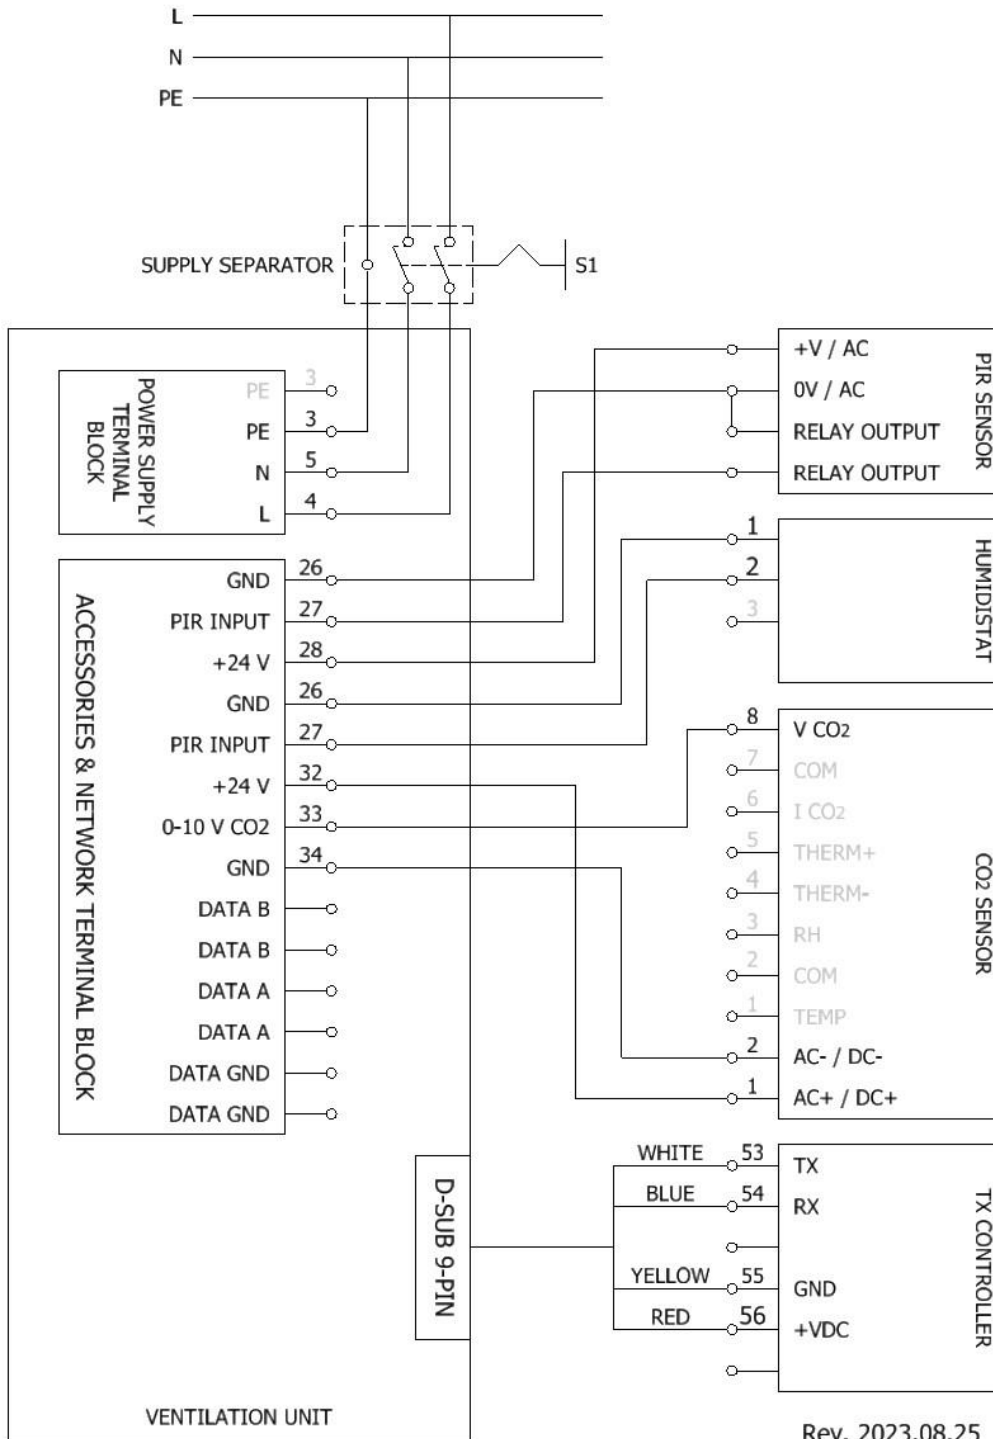 L
N
PE
SUPPLY SEPARATOR
S1
POWER SUPPLY
TERMINAL
BLOCK
PE 3
PE 3
N 5
L 4
ACCESSORIES & NETWORK TERMINAL BLOCK
GND 26
PIR INPUT 27
+24 V 28
GND 26
PIR INPUT 27
+24 V 32
0-10 V CO2 33
GND 34
DATA B
DATA B
DATA A
DATA A
DATA GND
DATA GND
D-SUB 9-PIN
VENTILATION UNIT
+V / AC
0V / AC
RELAY OUTPUT
RELAY OUTPUT
PIR SENSOR
1
2
3
HUMIDISTAT
8 V CO2
7 COM
6 I CO2
5 THERM+
4 THERM-
3 RH
2 COM
1 TEMP
2 AC- / DC-
1 AC+ / DC+
CO2 SENSOR
WHITE 53 TX
BLUE 54 RX
YELLOW 55 GND
RED 56 +VDC
TX CONTROLLER
Rev. 2023.08.25